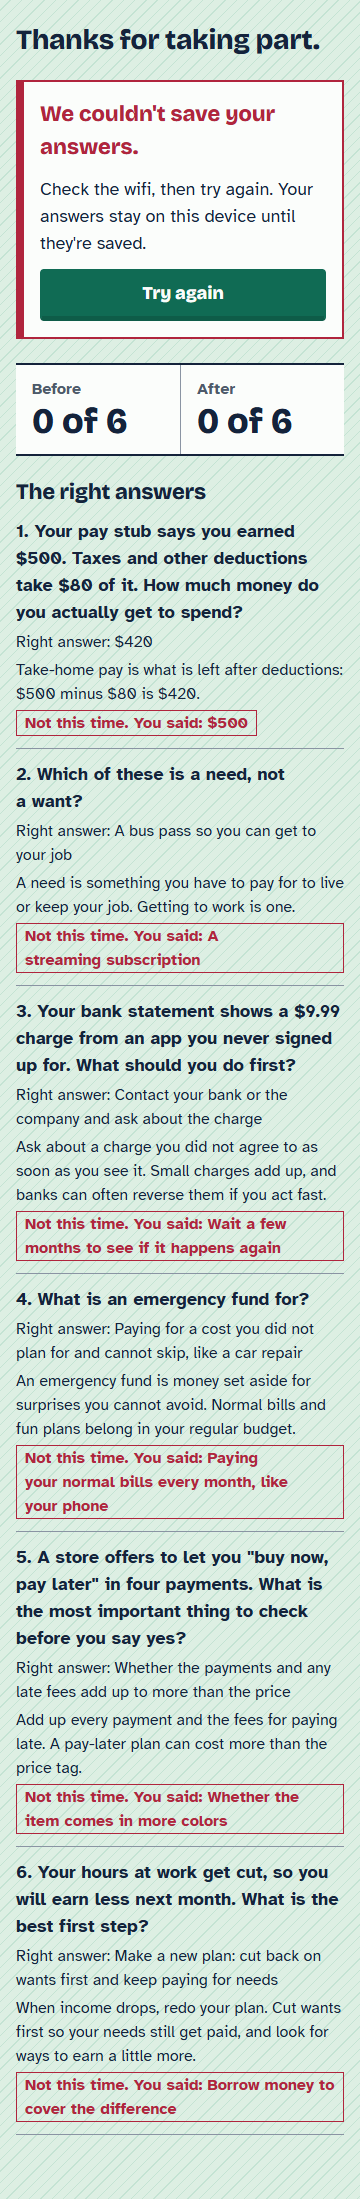 Thanks for taking part.
We couldn't save your
answers.
Check the wifi, then try again. Your
answers stay on this device until
they're saved.
Try again
Before
0 of 6
After
0 of 6
The right answers
1. Your pay stub says you earned
$500. Taxes and other deductions
take $80 of it. How much money do
you actually get to spend?
Right answer: $420
Take-home pay is what is left after deductions:
$500 minus $80 is $420.
Not this time. You said: $500
2. Which of these is a need, not
a want?
Right answer: A bus pass so you can get to
your job
A need is something you have to pay for to live
or keep your job. Getting to work is one.
Not this time. You said: A
streaming subscription
3. Your bank statement shows a $9.99
charge from an app you never signed
up for. What should you do first?
Right answer: Contact your bank or the
company and ask about the charge
Ask about a charge you did not agree to as
soon as you see it. Small charges add up, and
banks can often reverse them if you act fast.
Not this time. You said: Wait a few
months to see if it happens again
4. What is an emergency fund for?
Right answer: Paying for a cost you did not
plan for and cannot skip, like a car repair
An emergency fund is money set aside for
surprises you cannot avoid. Normal bills and
fun plans belong in your regular budget.
Not this time. You said: Paying
your normal bills every month, like
your phone
5. A store offers to let you "buy now,
pay later" in four payments. What is
the most important thing to check
before you say yes?
Right answer: Whether the payments and any
late fees add up to more than the price
Add up every payment and the fees for paying
late. A pay-later plan can cost more than the
price tag.
Not this time. You said: Whether the
item comes in more colors
6. Your hours at work get cut, so you
will earn less next month. What is the
best first step?
Right answer: Make a new plan: cut back on
wants first and keep paying for needs
When income drops, redo your plan. Cut wants
first so your needs still get paid, and look for
ways to earn a little more.
Not this time. You said: Borrow money to
cover the difference